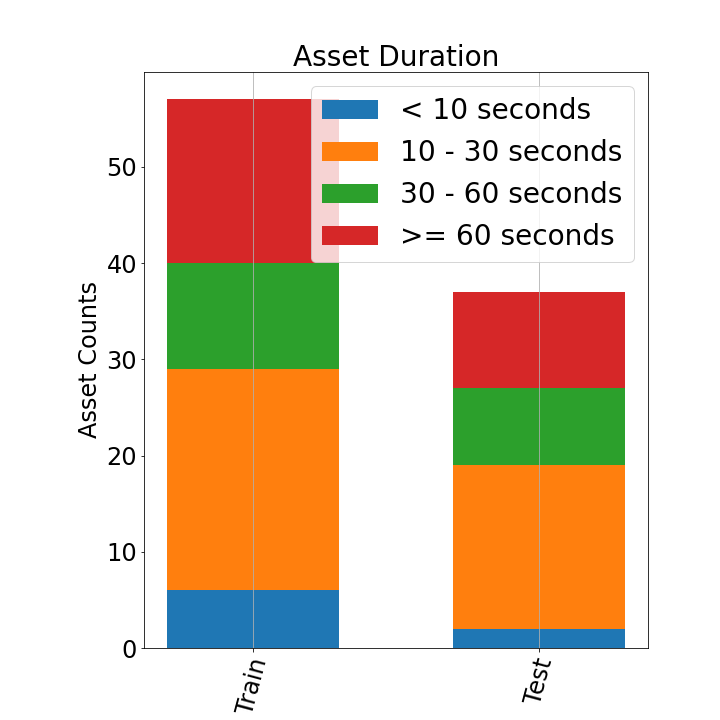 Asset Duration
< 10 seconds
10 - 30 seconds
30 - 60 seconds
>= 60 seconds
Asset Counts
50
40
30
20
10
0
Train
Test